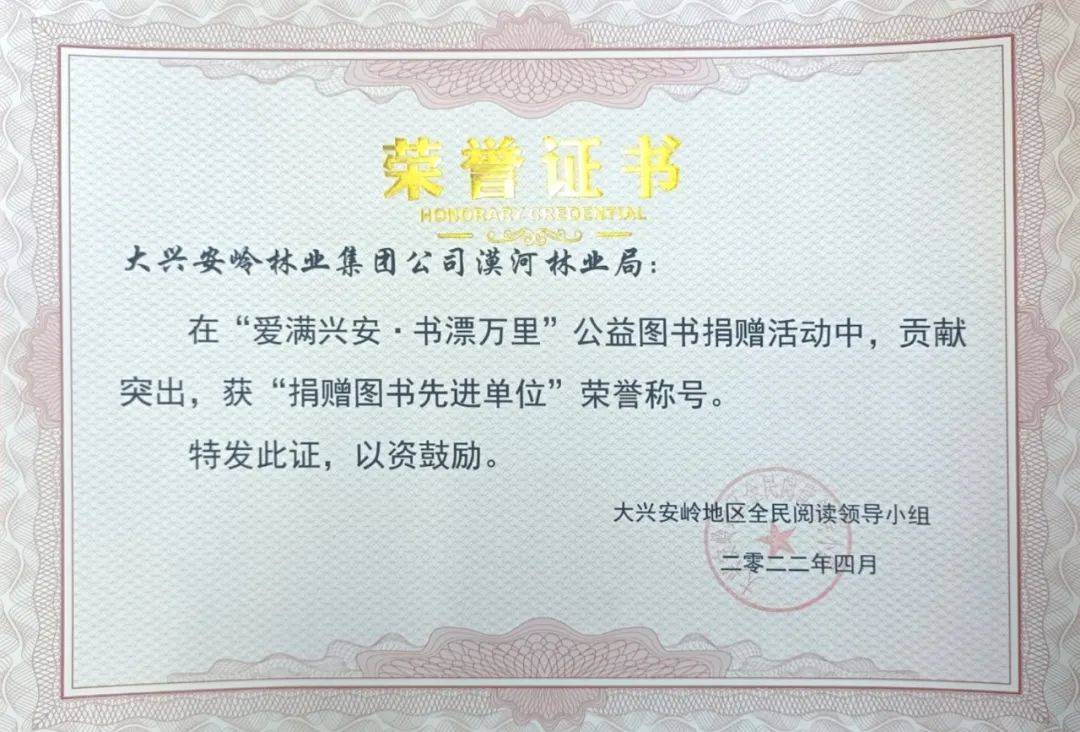 荣誉证书
HONORARY CREDENTIAL
大兴安岭林业集团公司漠河林业局：
在“爱满兴安·书漂万里”公益图书捐赠活动中，贡献
突出，获“捐赠图书先进单位”荣誉称号。
特发此证，以资鼓励。
大兴安岭地区全民阅读领导小组
二零二二年四月